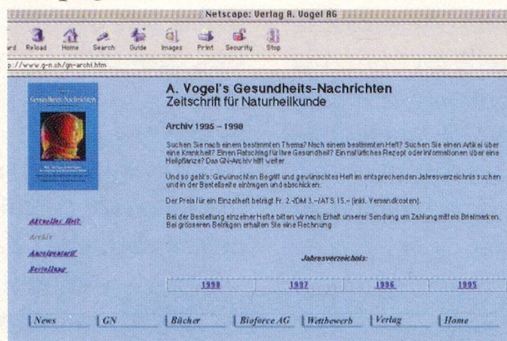 Netscape: Verlag A. Vogel AG
rd Reload Home Search Guide Images Print Security Stop
p://www.g-n.ch/gn-archi.htm
Gesundheits-Nachrichten
A. Vogel's Gesundheits-Nachrichten
Zeitschrift für Naturheilkunde
Archiv 1995 – 1998
Suchen Sie nach einem bestimmten Thema? Nach einem bestimmten Heft? Suchen Sie einen Artikel über
eine Krankheit? Einen Ratschlag für Ihre Gesundheit? Ein natürliches Rezept oder Informationen über eine
Heilpflanze? Das GN-Archiv hilft weiter
Und so geht's: Gewünschten Begriff und gewünschtes Heft im entsprechenden Jahresverzeichnis suchen
und in der Bestellseite eintragen und abschicken.
Der Preis für ein Einzelheft beträgt Fr. 2.-/DM 3.-/ATS 15.- (inkl. Versandkosten).
Bei der Bestellung einzelner Hefte bitten wir nach Erhalt unserer Sendung um Zahlung mittels Briefmarken.
Bei grösseren Beträgen erhalten Sie eine Rechnung
Aktuelles Heft
Archiv
Anzeigentarif
Bestellung
Jahresverzeichnis:
1998 1997 1996 1995
News GN Bücher Bioforce AG Wettbewerb Verlag Home